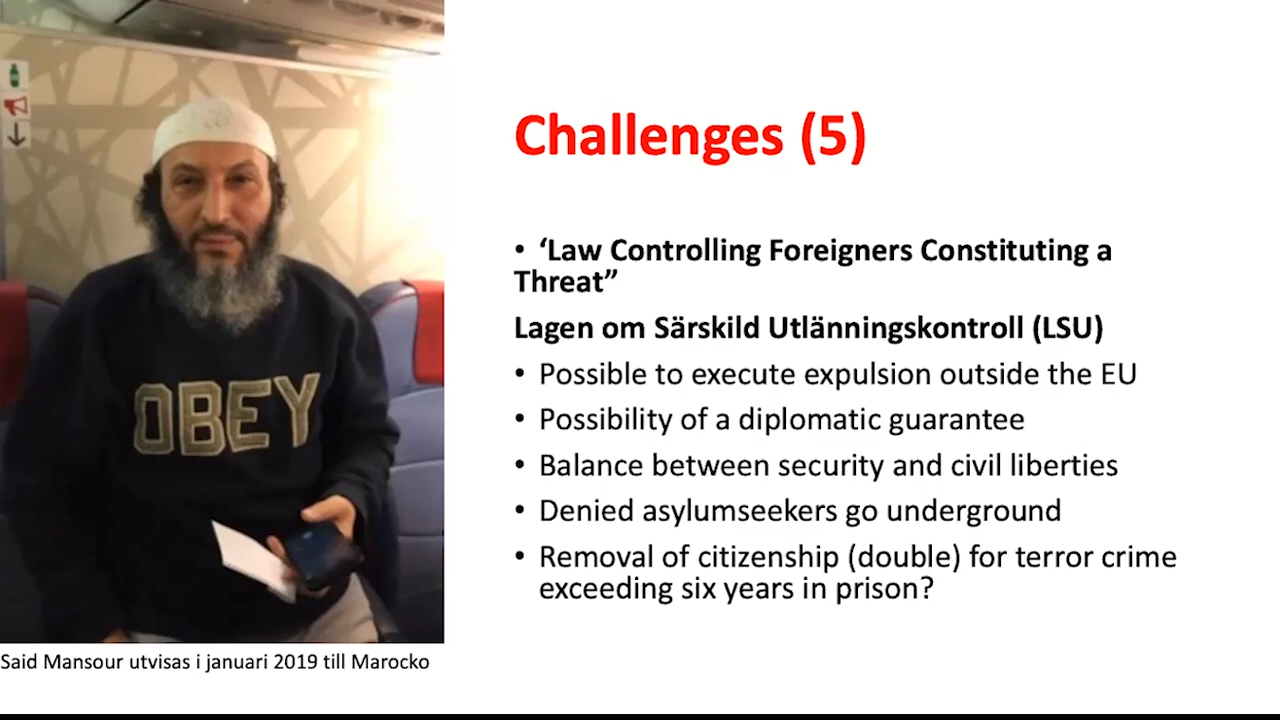 Challenges (5)
• ‘Law Controlling Foreigners Constituting a
Threat”
Lagen om Särskild Utlänningskontroll (LSU)
• Possible to execute expulsion outside the EU
• Possibility of a diplomatic guarantee
• Balance between security and civil liberties
• Denied asylumseekers go underground
• Removal of citizenship (double) for terror crime
exceeding six years in prison?
OBEY
Said Mansour utvisas i januari 2019 till Marocko